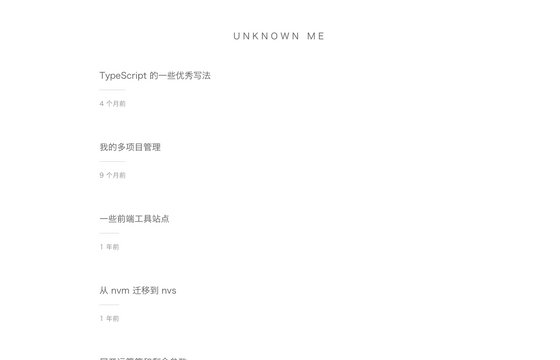 UNKNOWN ME
TypeScript 的一些优秀写法
4 个月前
我的多项目管理
9 个月前
一些前端工具站点
1 年前
从 nvm 迁移到 nvs
1 年前